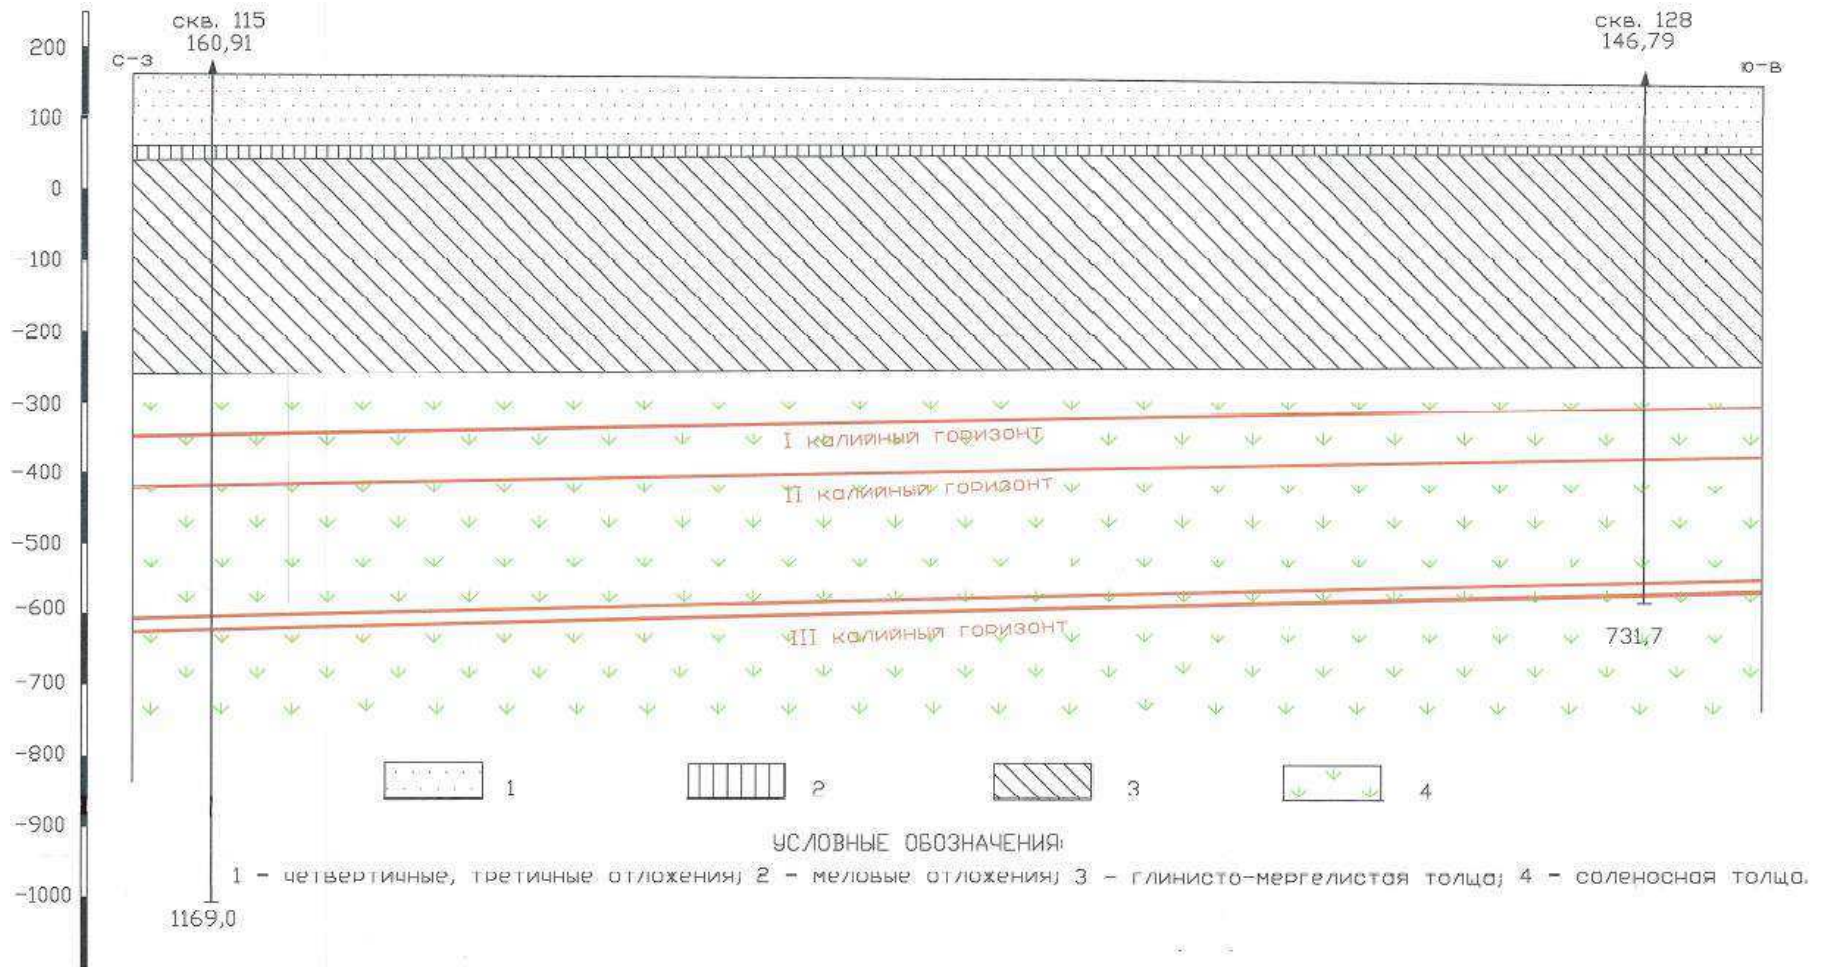 скв. 115
160,91
скв. 128
146,79
с-з
ю-в
200
100
0
-100
-200
-300
-400
-500
-600
-700
-800
-900
-1000
I калийный горизонт
II калийный горизонт
III калийный горизонт
731,7
1169,0
1
2
3
4
УСЛОВНЫЕ ОБОЗНАЧЕНИЯ:
1 - четвертичные, третичные отложения; 2 - меловые отложения; 3 - глинисто-мергелистая толща; 4 - соленосная толща.